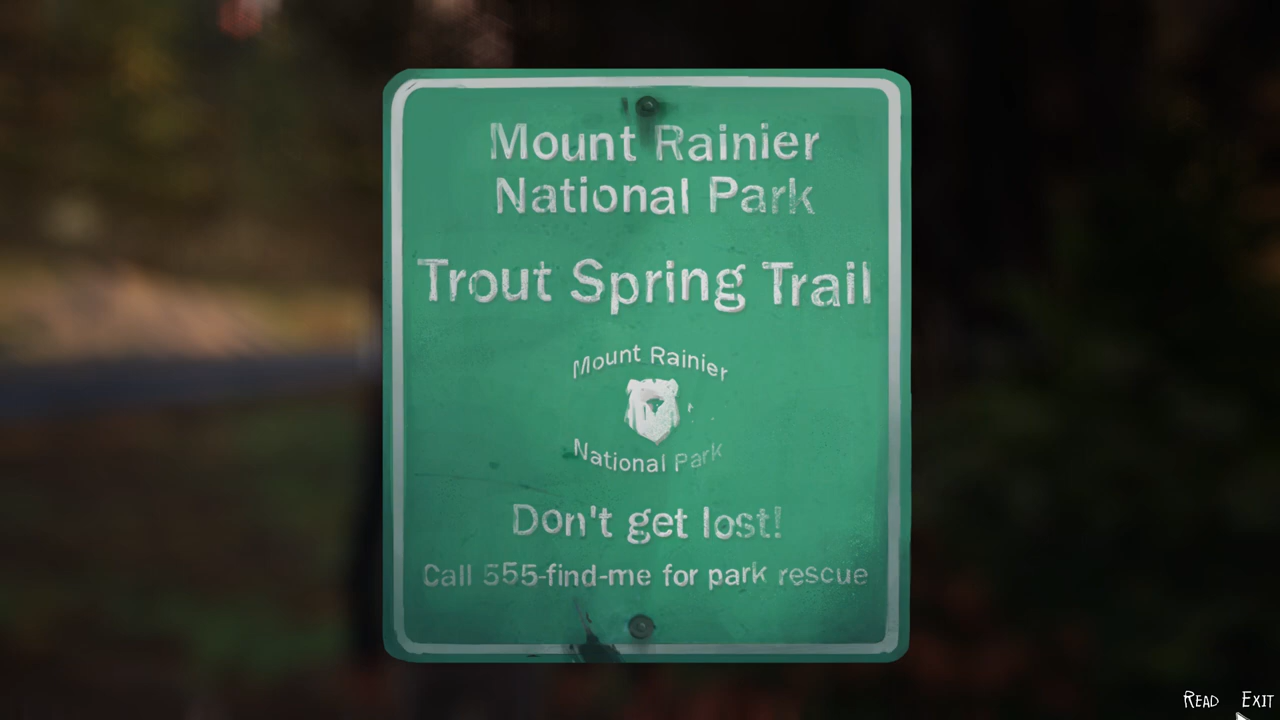 Mount Rainier
National Park
Trout Spring Trail
Mount Rainier
National Park
Don't get lost!
Call 555-find-me for park rescue
Read Exit